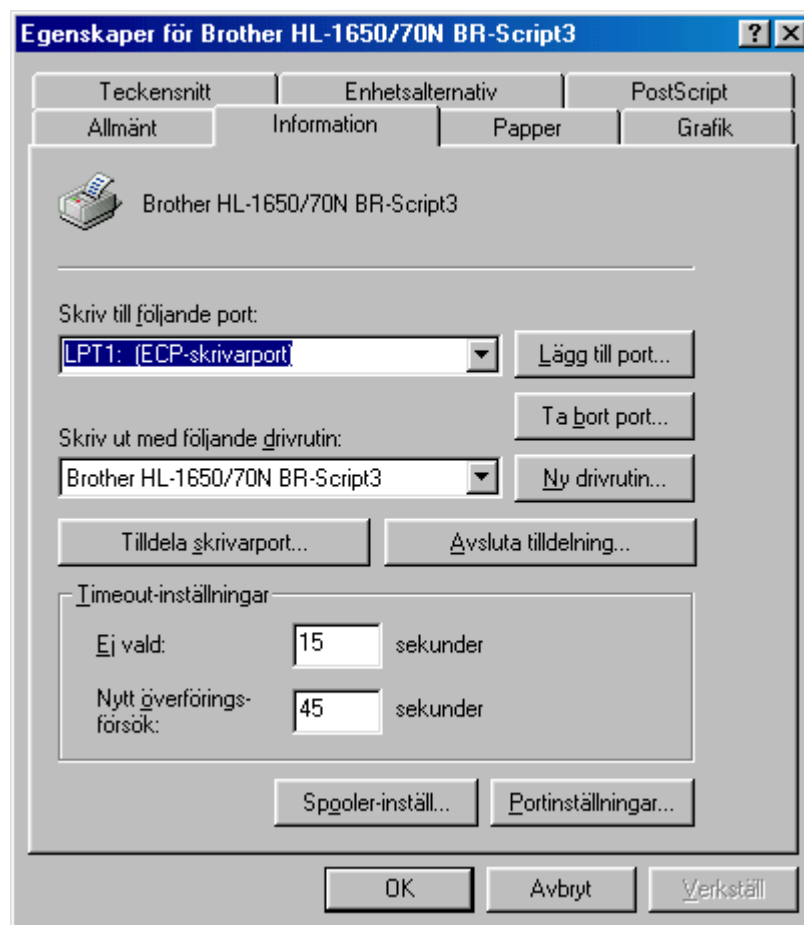 Egenskaper för Brother HL-1650/70N BR-Script3
Teckensnitt Enhetsalternativ PostScript
Allmänt Information Papper Grafik
Brother HL-1650/70N BR-Script3
Skriv till följande port:
LPT1: (ECP-skrivarport)
Lägg till port...
Ta bort port...
Skriv ut med följande drivrutin:
Brother HL-1650/70N BR-Script3
Ny drivrutin...
Tilldela skrivarport... Avsluta tilldelning...
Timeout-inställningar
Ej vald: 15 sekunder
Nytt överförings-
försök: 45 sekunder
Spooler-inställ... Portinställningar...
OK Avbryt Verkställ